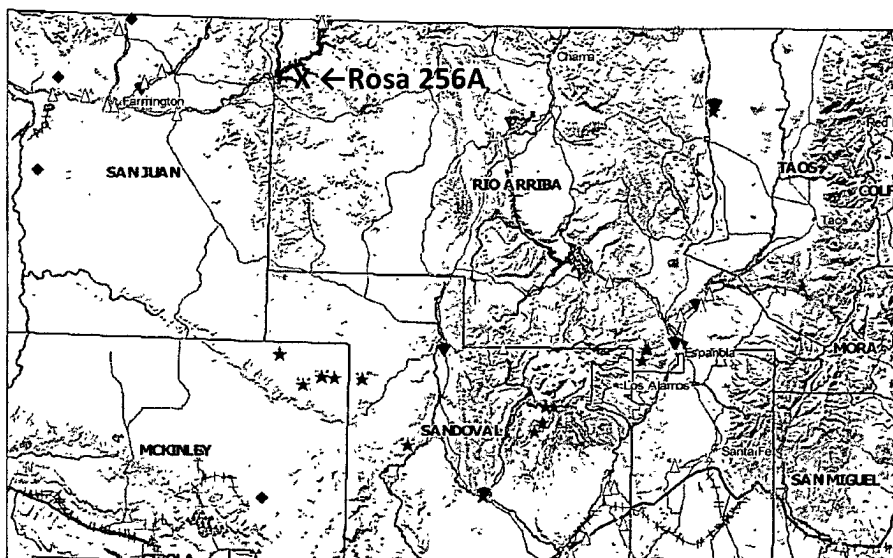 Chama
X ←Rosa 256A
Farmington
SAN JUAN
RIO ARRIBA
TAOS
Taos
Española
MORA
Los Alamos
SANDOVAL
MCKINLEY
Santa Fe
SAN MIGUEL